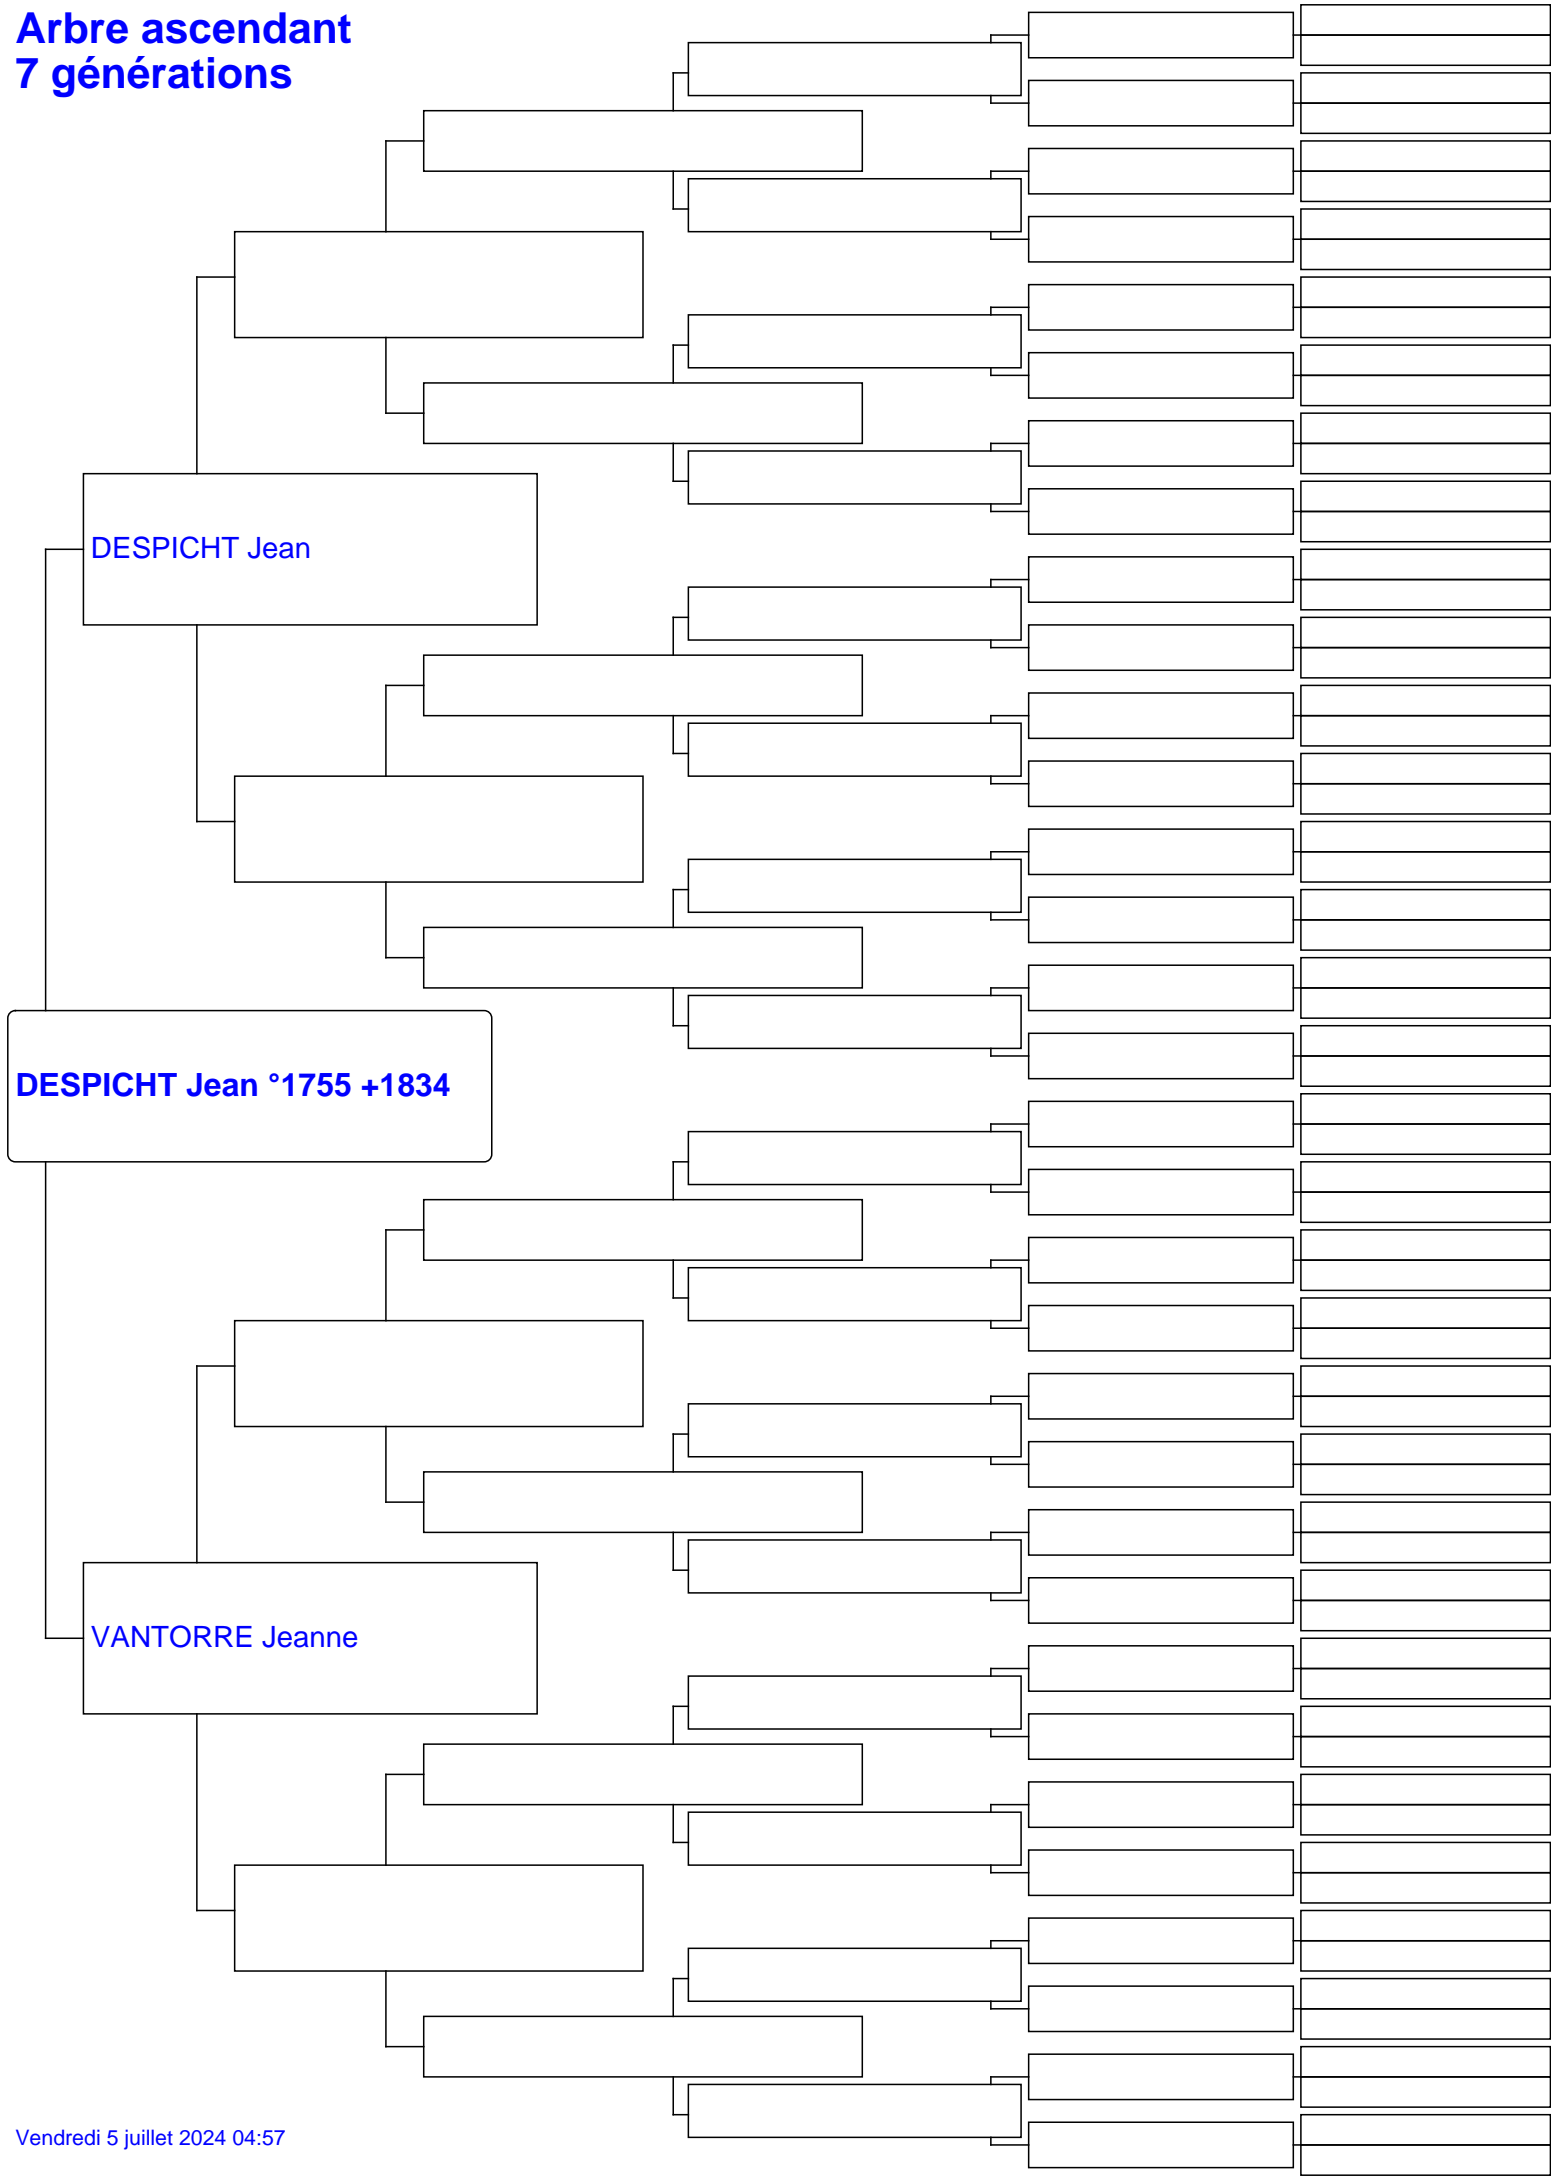 Arbre ascendant
7 générations
DESPICHT Jean
DESPICHT Jean °1755 +1834
VANTORRE Jeanne
Vendredi 5 juillet 2024 04:57